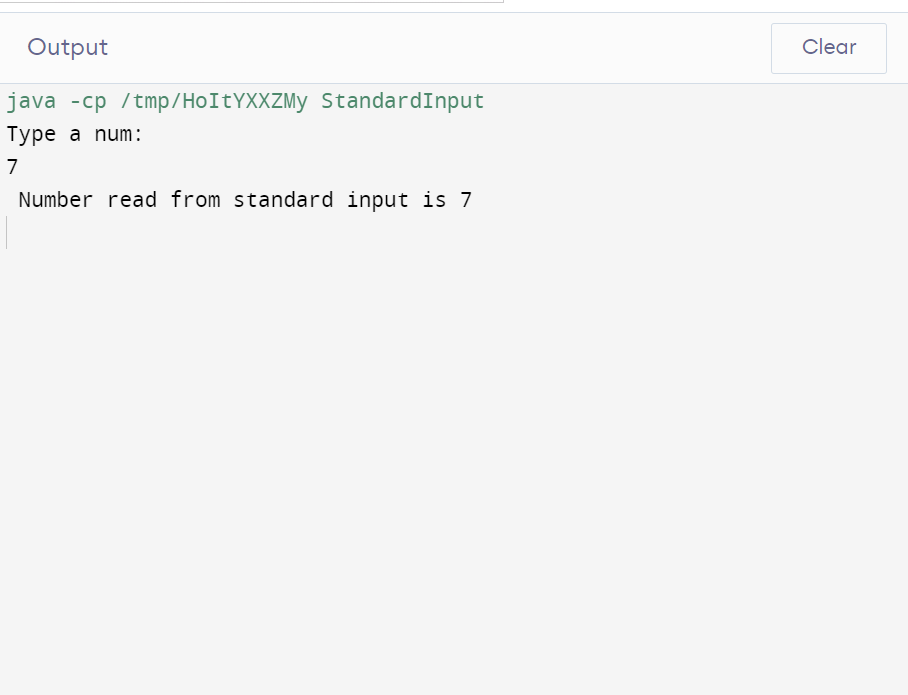 Output
Clear
java -cp /tmp/HoItYXXZMy StandardInput
Type a num:
7
Number read from standard input is 7